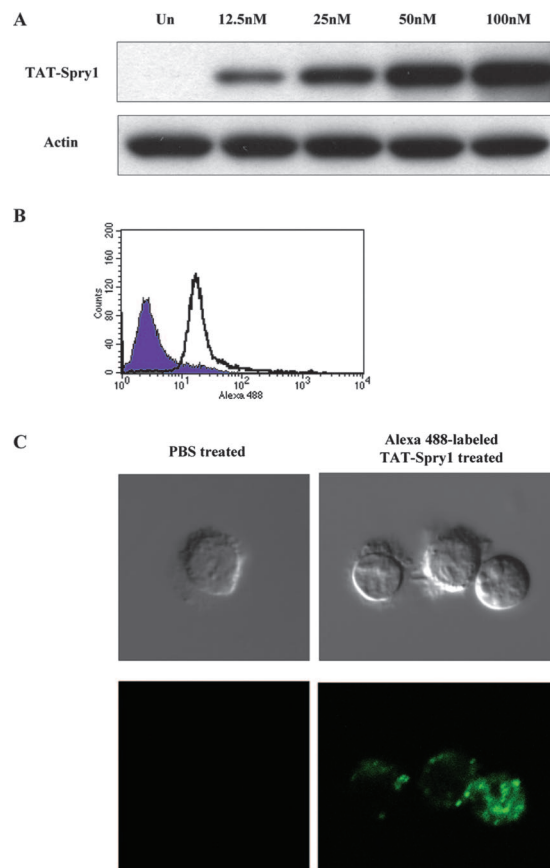 A
Un 12.5nM 25nM 50nM 100nM
TAT-Spry1
Actin
B
200
160
120
80
40
0
Counts
10⁰ 10¹ 10² 10³ 10⁴
Alexa 488
C
PBS treated
Alexa 488-labeled
TAT-Spry1 treated